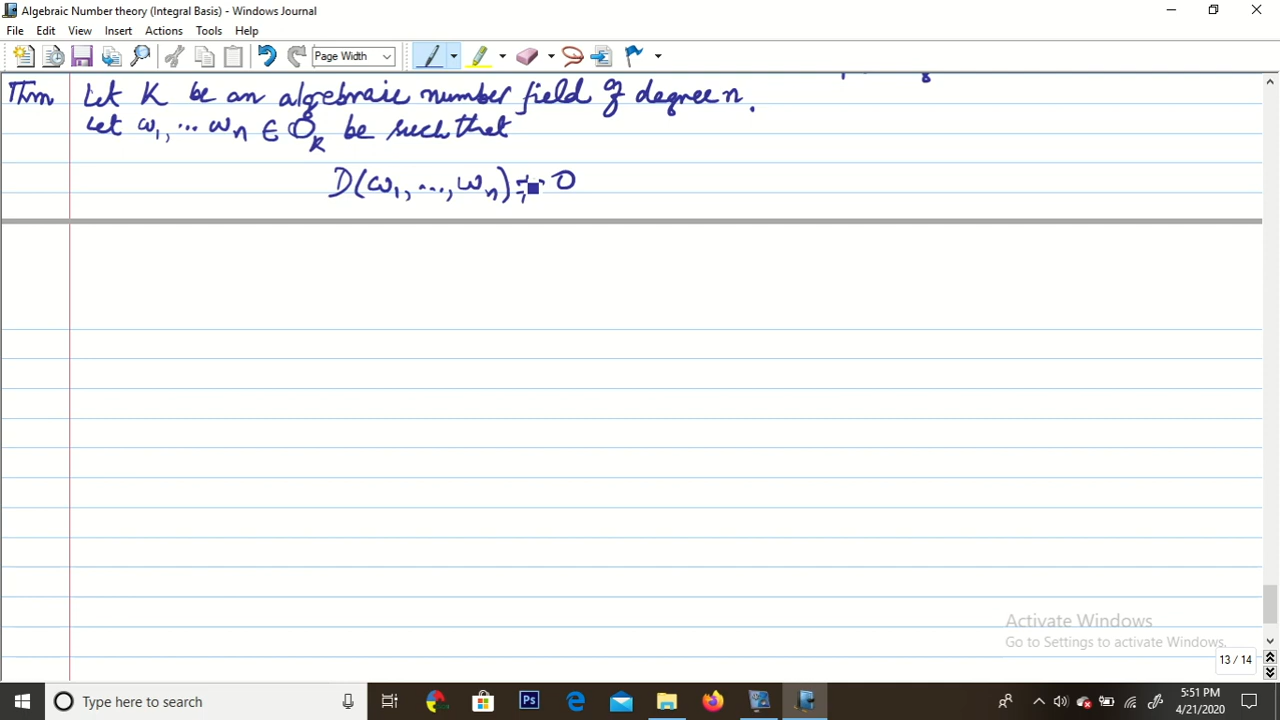 Algebraic Number theory (Integral Basis) - Windows Journal
File Edit View Insert Actions Tools Help
Page Width
Thm Let K be an algebraic number field of degree n.
Let ω₁, ... ωₙ ∈ O_K be such that
D(ω₁, ..., ωₙ) ≠ 0
Activate Windows
Go to Settings to activate Windows.
13 / 14
Type here to search
Ps
5:51 PM
4/21/2020